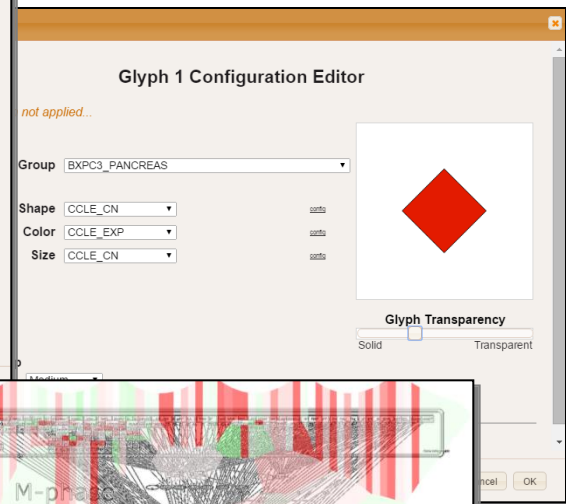 Glyph 1 Configuration Editor
not applied...
Group BXPC3_PANCREAS
Shape CCLE_CN config
Color CCLE_EXP config
Size CCLE_CN config
Glyph Transparency
Solid Transparent
Medium
ncel OK
M-phase